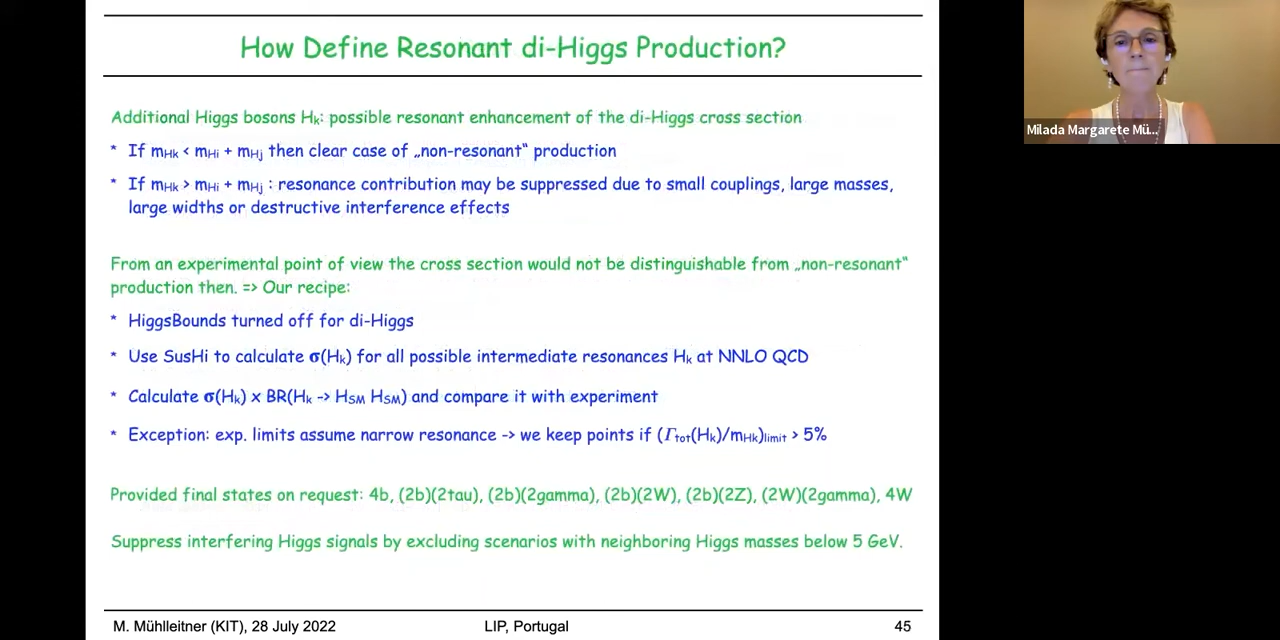 How Define Resonant di-Higgs Production?
Additional Higgs bosons Hk: possible resonant enhancement of the di-Higgs cross section
* If mHk < mHi + mHj then clear case of „non-resonant“ production
* If mHk > mHi + mHj : resonance contribution may be suppressed due to small couplings, large masses,
large widths or destructive interference effects
From an experimental point of view the cross section would not be distinguishable from „non-resonant“
production then. => Our recipe:
* HiggsBounds turned off for di-Higgs
* Use SusHi to calculate σ(Hk) for all possible intermediate resonances Hk at NNLO QCD
* Calculate σ(Hk) x BR(Hk -> HSM HSM) and compare it with experiment
* Exception: exp. limits assume narrow resonance -> we keep points if (Γtot(Hk)/mHk)limit > 5%
Provided final states on request: 4b, (2b)(2tau), (2b)(2gamma), (2b)(2W), (2b)(2Z), (2W)(2gamma), 4W
Suppress interfering Higgs signals by excluding scenarios with neighboring Higgs masses below 5 GeV.
M. Mühlleitner (KIT), 28 July 2022
LIP, Portugal
45
Milada Margarete Mü...